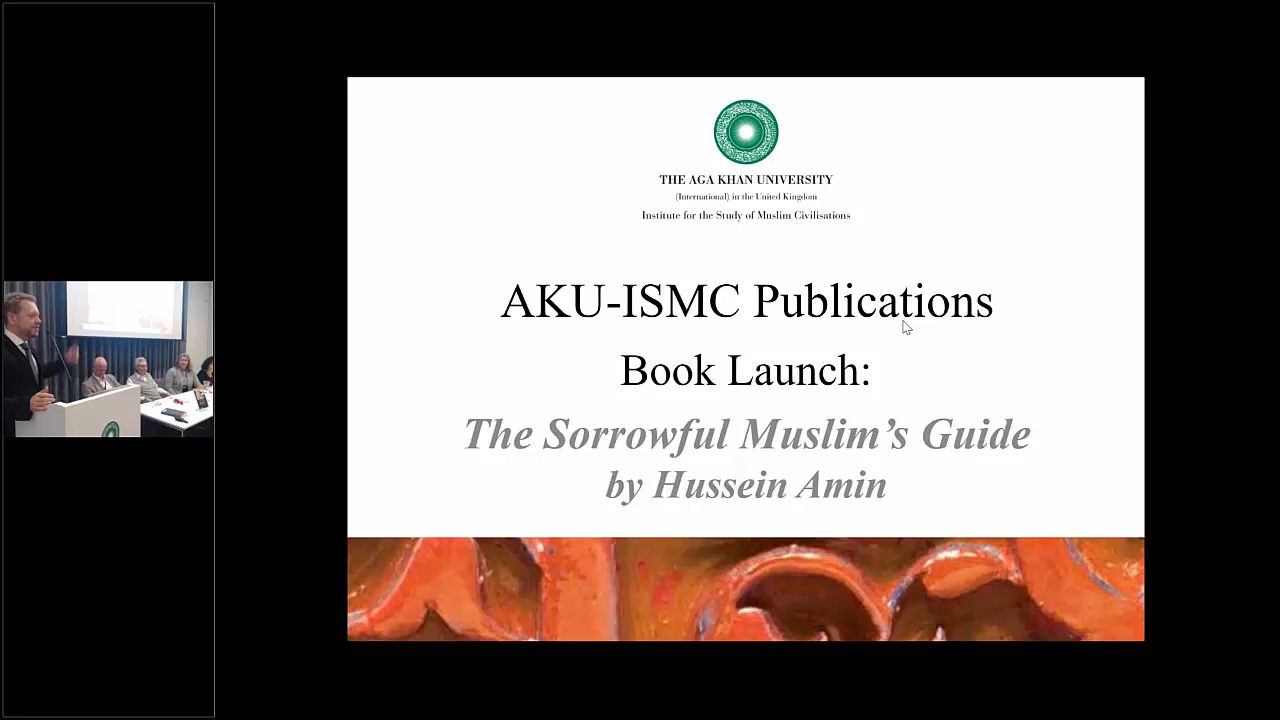 THE AGA KHAN UNIVERSITY
(International) in the United Kingdom
Institute for the Study of Muslim Civilisations
AKU-ISMC Publications
Book Launch:
The Sorrowful Muslim’s Guide
by Hussein Amin